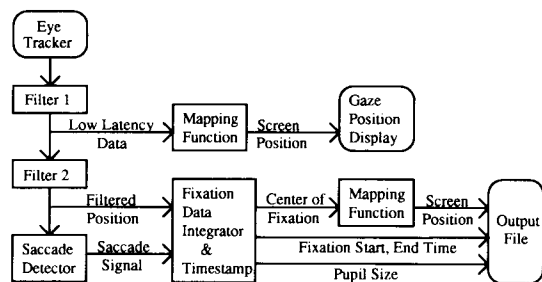 Eye
Tracker
Filter 1
Low Latency
Data
Mapping
Function
Screen
Position
Gaze
Position
Display
Filter 2
Filtered
Position
Fixation
Data
Integrator
&
Timestamp
Center of
Fixation
Mapping
Function
Screen
Position
Output
File
Saccade
Detector
Saccade
Signal
Fixation Start, End Time
Pupil Size